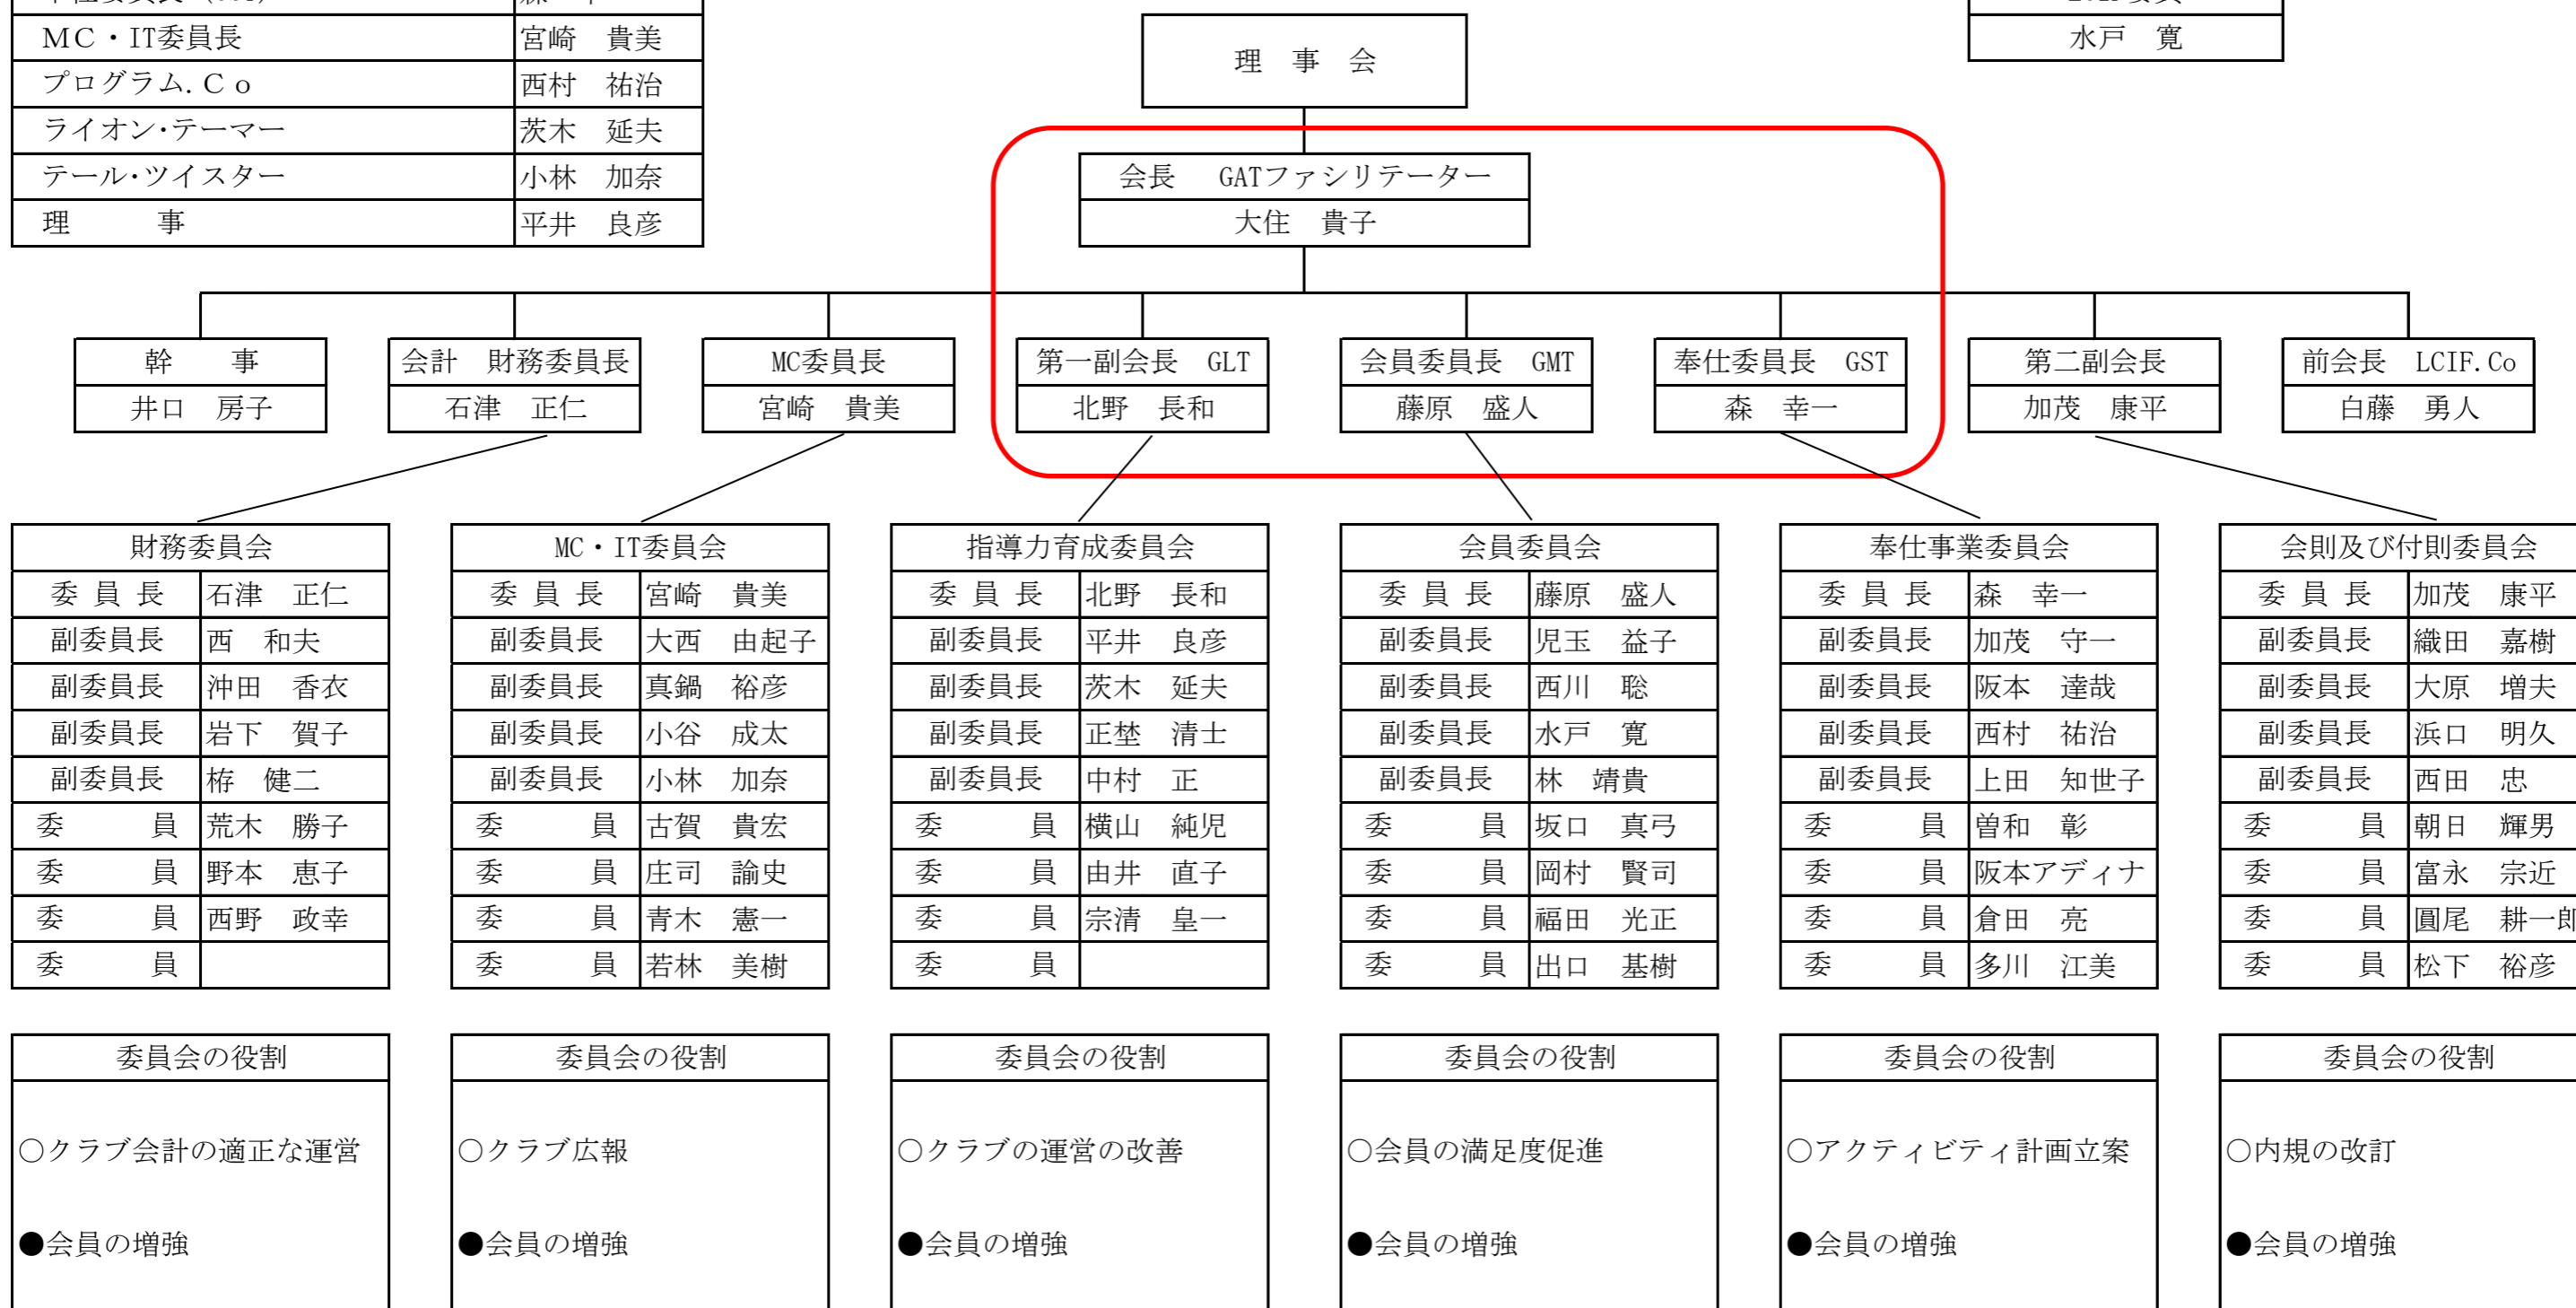 MC・IT委員長 宮崎 貴美
プログラム.Ｃｏ 西村 祐治
ライオン・テーマー 茨木 延夫
テール・ツイスター 小林 加奈
理 事 平井 良彦
水戸 寛
理 事 会
会長 GATファシリテーター
大住 貴子
幹 事 会計 財務委員長 MC委員長 第一副会長 GLT 会員委員長 GMT 奉仕委員長 GST 第二副会長 前会長 LCIF.Co
井口 房子 石津 正仁 宮崎 貴美 北野 長和 藤原 盛人 森 幸一 加茂 康平 白藤 勇人
財務委員会
委 員 長 石津 正仁
副委員長 西 和夫
副委員長 沖田 香衣
副委員長 岩下 賀子
副委員長 栫 健二
委 員 荒木 勝子
委 員 野本 恵子
委 員 西野 政幸
委 員
MC・IT委員会
委 員 長 宮崎 貴美
副委員長 大西 由起子
副委員長 真鍋 裕彦
副委員長 小谷 成太
副委員長 小林 加奈
委 員 古賀 貴宏
委 員 庄司 諭史
委 員 青木 憲一
委 員 若林 美樹
指導力育成委員会
委 員 長 北野 長和
副委員長 平井 良彦
副委員長 茨木 延夫
副委員長 正埜 清士
副委員長 中村 正
委 員 横山 純児
委 員 由井 直子
委 員 宗清 皇一
委 員
会員委員会
委 員 長 藤原 盛人
副委員長 児玉 益子
副委員長 西川 聡
副委員長 水戸 寛
副委員長 林 靖貴
委 員 坂口 真弓
委 員 岡村 賢司
委 員 福田 光正
委 員 出口 基樹
奉仕事業委員会
委 員 長 森 幸一
副委員長 加茂 守一
副委員長 阪本 達哉
副委員長 西村 祐治
副委員長 上田 知世子
委 員 曽和 彰
委 員 阪本アディナ
委 員 倉田 亮
委 員 多川 江美
会則及び付則委員会
委 員 長 加茂 康平
副委員長 織田 嘉樹
副委員長 大原 増夫
副委員長 浜口 明久
副委員長 西田 忠
委 員 朝日 輝男
委 員 富永 宗近
委 員 圓尾 耕一郎
委 員 松下 裕彦
委員会の役割
○クラブ会計の適正な運営
●会員の増強
委員会の役割
○クラブ広報
●会員の増強
委員会の役割
○クラブの運営の改善
●会員の増強
委員会の役割
○会員の満足度促進
●会員の増強
委員会の役割
○アクティビティ計画立案
●会員の増強
委員会の役割
○内規の改訂
●会員の増強